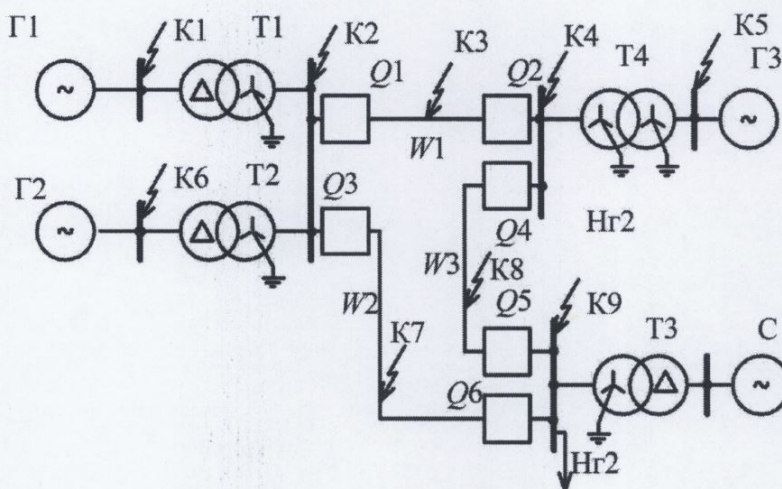 Г1
К1
Т1
К2
Q1
К3
Q2
К4
Т4
К5
Г3
~
~
W1
Г2
К6
Т2
Q3
Q4
Нг2
~
W3
К8
W2
Q5
К9
Т3
С
К7
Q6
~
Нг2